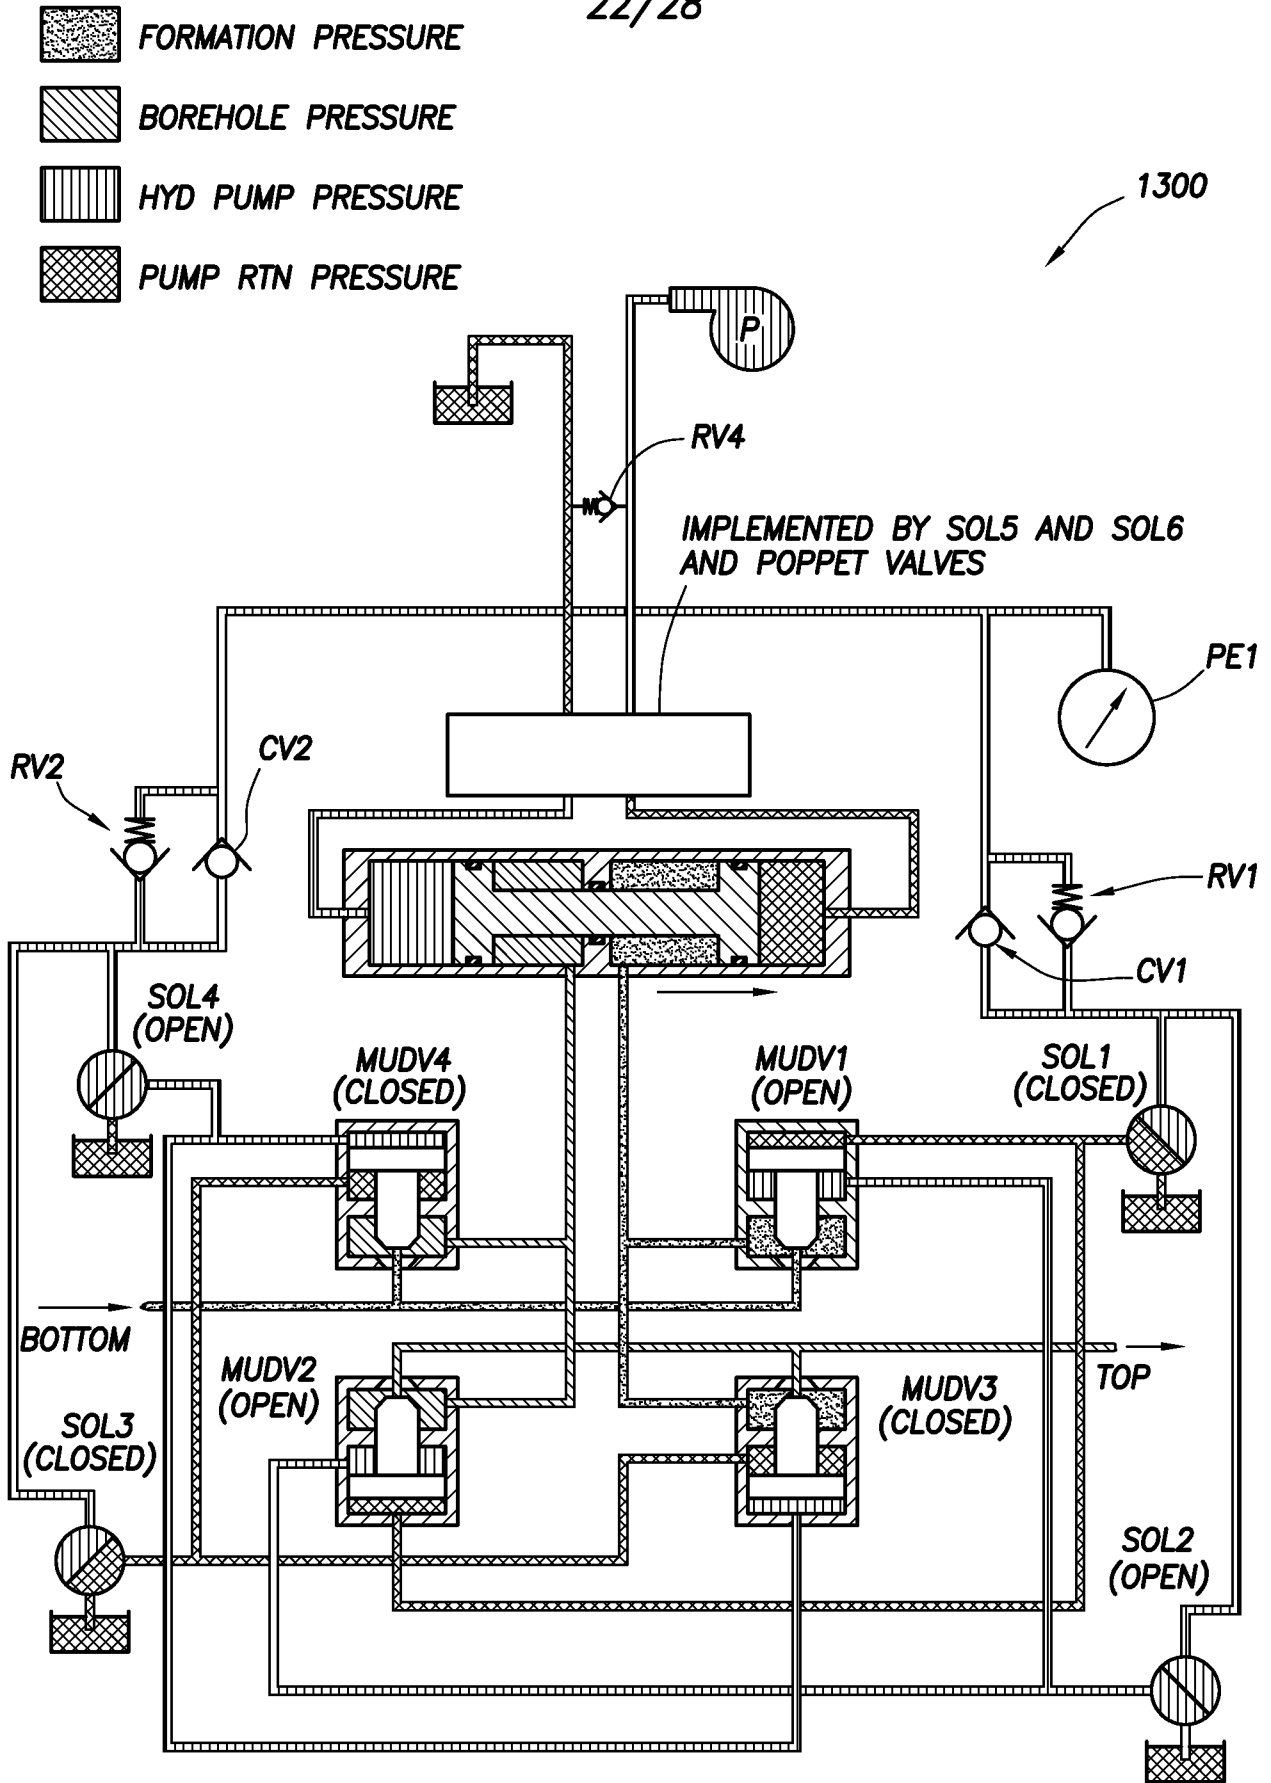 22/28
FORMATION PRESSURE
BOREHOLE PRESSURE
HYD PUMP PRESSURE
PUMP RTN PRESSURE
1300
P
RV4
IMPLEMENTED BY SOL5 AND SOL6
AND POPPET VALVES
PE1
RV2
CV2
RV1
CV1
SOL4
(OPEN)
MUDV4
(CLOSED)
MUDV1
(OPEN)
SOL1
(CLOSED)
BOTTOM
TOP
MUDV2
(OPEN)
MUDV3
(CLOSED)
SOL3
(CLOSED)
SOL2
(OPEN)